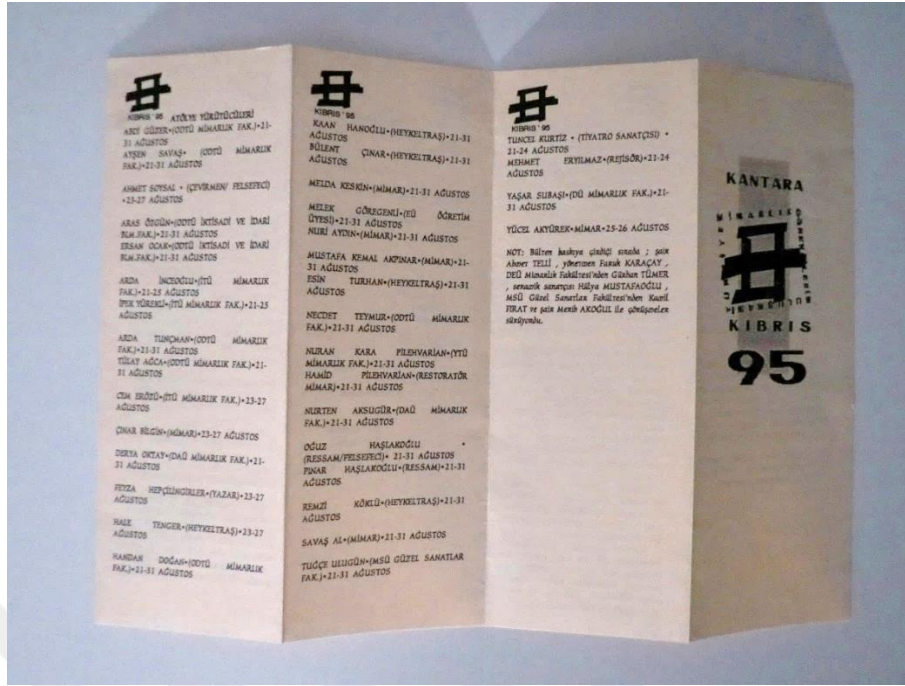 KIBRIS '95 ATÖLYE YÜRÜTÜCÜLERİ
ABDİ GÜZER•(ODTÜ MİMARLIK FAK.)•21-
31 AĞUSTOS
AYŞEN SAVAŞ• (ODTÜ MİMARLIK
FAK.)•21-31 AĞUSTOS
AHMET SOYSAL • (ÇEVİRMEN/ FELSEFECİ)
•23-27 AĞUSTOS
ARAS ÖZGÜN•(ODTÜ İKTİSADİ VE İDARİ
BLM.FAK.)•21-31 AĞUSTOS
ERSAN OCAK•(ODTÜ İKTİSADİ VE İDARİ
BLM.FAK.)•21-31 AĞUSTOS
ARDA İNCEOĞLU•(İTÜ MİMARLIK
FAK.)•21-25 AĞUSTOS
İPEK YÜREKLİ•(İTÜ MİMARLIK FAK.)•21-25
AĞUSTOS
ARDA TUNÇMAN•(ODTÜ MİMARLIK
FAK.)•21-31 AĞUSTOS
TÜLAY AĞCA•(ODTÜ MİMARLIK FAK.)•21-
31 AĞUSTOS
CEM ERÖZÜ•(İTÜ MİMARLIK FAK.)•23-27
AĞUSTOS
ÇINAR BİLGİN•(MİMAR)•23-27 AĞUSTOS
DERYA OKTAY•(DAÜ MİMARLIK FAK.)•21-
31 AĞUSTOS
FEYZA HEPÇİLİNGİRLER•(YAZAR)•23-27
AĞUSTOS
HALE TENGER•(HEYKELTRAŞ)•23-27
AĞUSTOS
HANDAN DOĞAN•(ODTÜ MİMARLIK
FAK.)•21-31 AĞUSTOS
KIBRIS '95
KAAN HANOĞLU•(HEYKELTRAŞ)•21-31
AĞUSTOS
BÜLENT ÇINAR•(HEYKELTRAŞ)•21-31
AĞUSTOS
MELDA KESKİN•(MİMAR)•21-31 AĞUSTOS
MELEK GÖREGENLİ•(EÜ ÖĞRETİM
ÜYESİ)•21-31 AĞUSTOS
NURİ AYDIN•(MİMAR)•21-31 AĞUSTOS
MUSTAFA KEMAL AKPINAR•(MİMAR)•21-
31 AĞUSTOS
ESİN TURHAN•(HEYKELTRAŞ)•21-31
AĞUSTOS
NECDET TEYMUR•(ODTÜ MİMARLIK
FAK.)•21-31 AĞUSTOS
NURAN KARA PİLEHVARİAN•(YTÜ
MİMARLIK FAK.)•21-31 AĞUSTOS
HAMİD PİLEHVARİAN•(RESTORATÖR
MİMAR)•21-31 AĞUSTOS
NURTEN AKSUGÜR•(DAÜ MİMARLIK
FAK.)•21-31 AĞUSTOS
OĞUZ HAŞLAKOĞLU •
(RESSAM/FELSEFECİ)• 21-31 AĞUSTOS
PINAR HAŞLAKOĞLU•(RESSAM)•21-31
AĞUSTOS
REMZİ KÖKLÜ•(HEYKELTRAŞ)•21-31
AĞUSTOS
SAVAŞ AL•(MİMAR)•21-31 AĞUSTOS
TUĞÇE ULUGÜN•(MSÜ GÜZEL SANATLAR
FAK.)•21-31 AĞUSTOS
KIBRIS '95
TUNCEL KURTİZ • (TİYATRO SANATÇISI) •
21-24 AĞUSTOS
MEHMET ERYILMAZ•(REJİSÖR)•21-24
AĞUSTOS
YAŞAR SUBAŞI•(DÜ MİMARLIK FAK.)•21-
31 AĞUSTOS
YÜCEL AKYÜREK•MİMAR•25-26 AĞUSTOS
NOT: Bülten baskıya girdiği sırada ; şair
Ahmet TELLİ , yönetmen Faruk KARAÇAY ,
DEÜ Mimarlık Fakültesi'nden Gürhan TÜMER
, seramik sanatçısı Hülya MUSTAFAOĞLU ,
MSÜ Güzel Sanatlar Fakültesi'nden Kamil
FIRAT ve şair Merih AKOĞUL ile görüşmeler
sürüyordu.
KANTARA
MİMARLIK
ÖĞRENCİLERİ
BULUŞMASI
KIBRIS
95